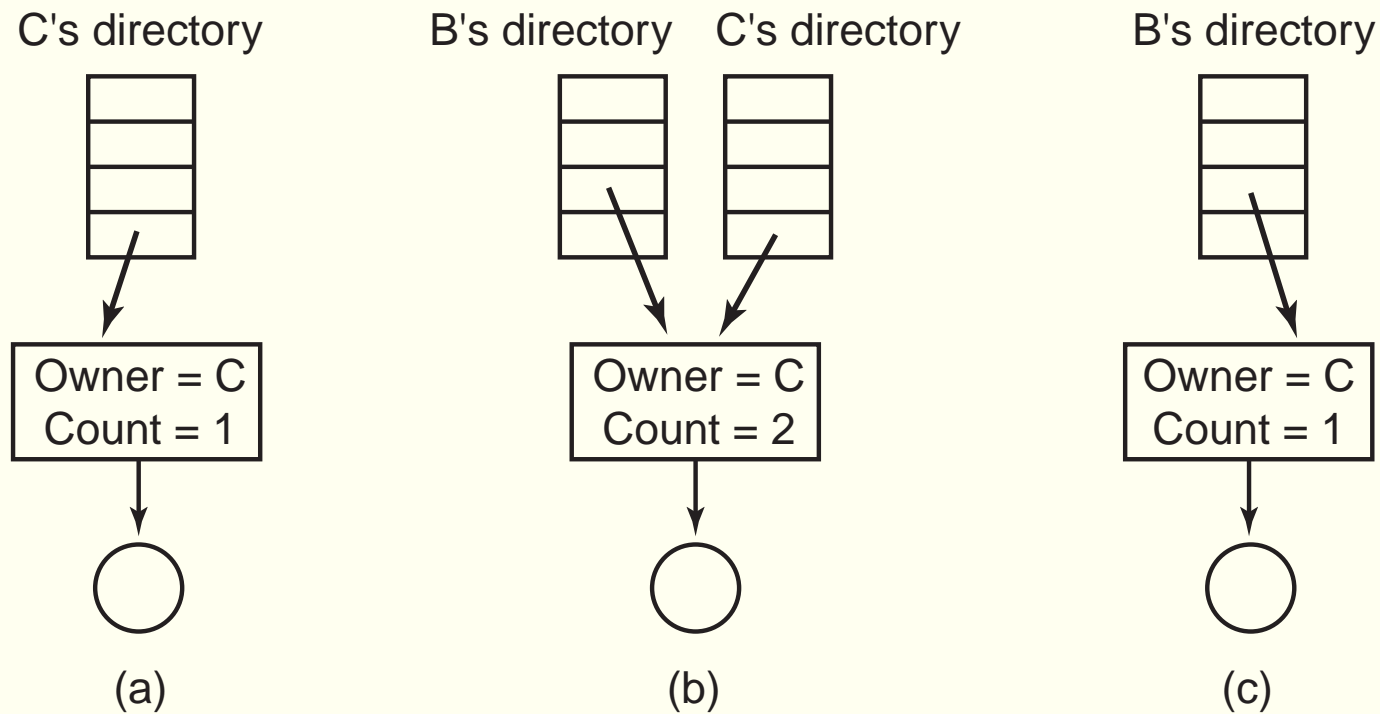 C's directory
B's directory C's directory
B's directory
Owner = C
Count = 1
Owner = C
Count = 2
Owner = C
Count = 1
(a)
(b)
(c)